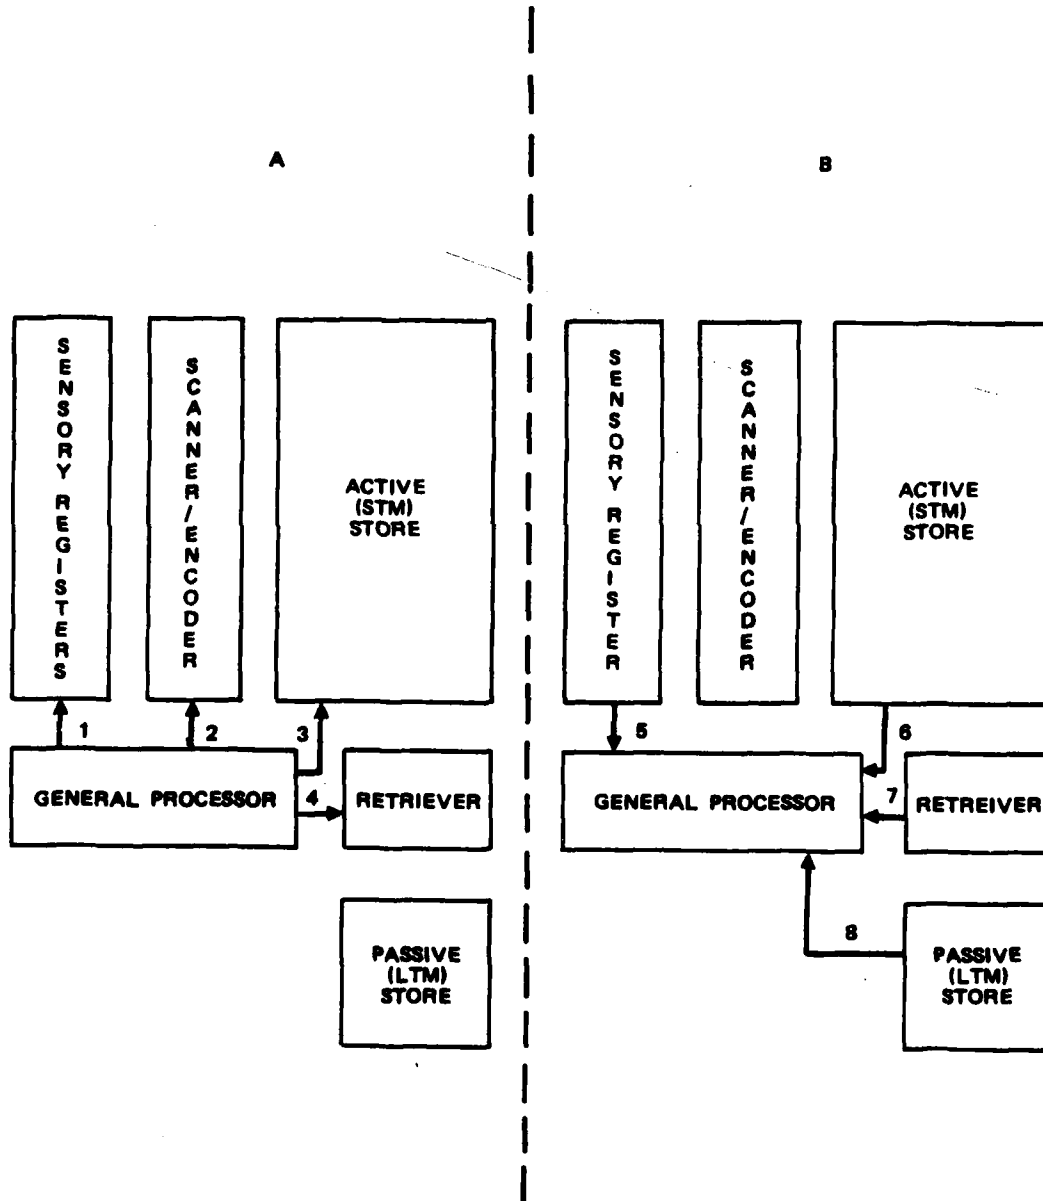 A
SENSORY REGISTERS
SCANNER/ENCODER
ACTIVE
(STM)
STORE
1
2
3
GENERAL PROCESSOR
4
RETRIEVER
PASSIVE
(LTM)
STORE
B
SENSORY REGISTER
SCANNER/ENCODER
ACTIVE
(STM)
STORE
5
6
GENERAL PROCESSOR
7
RETREIVER
8
PASSIVE
(LTM)
STORE